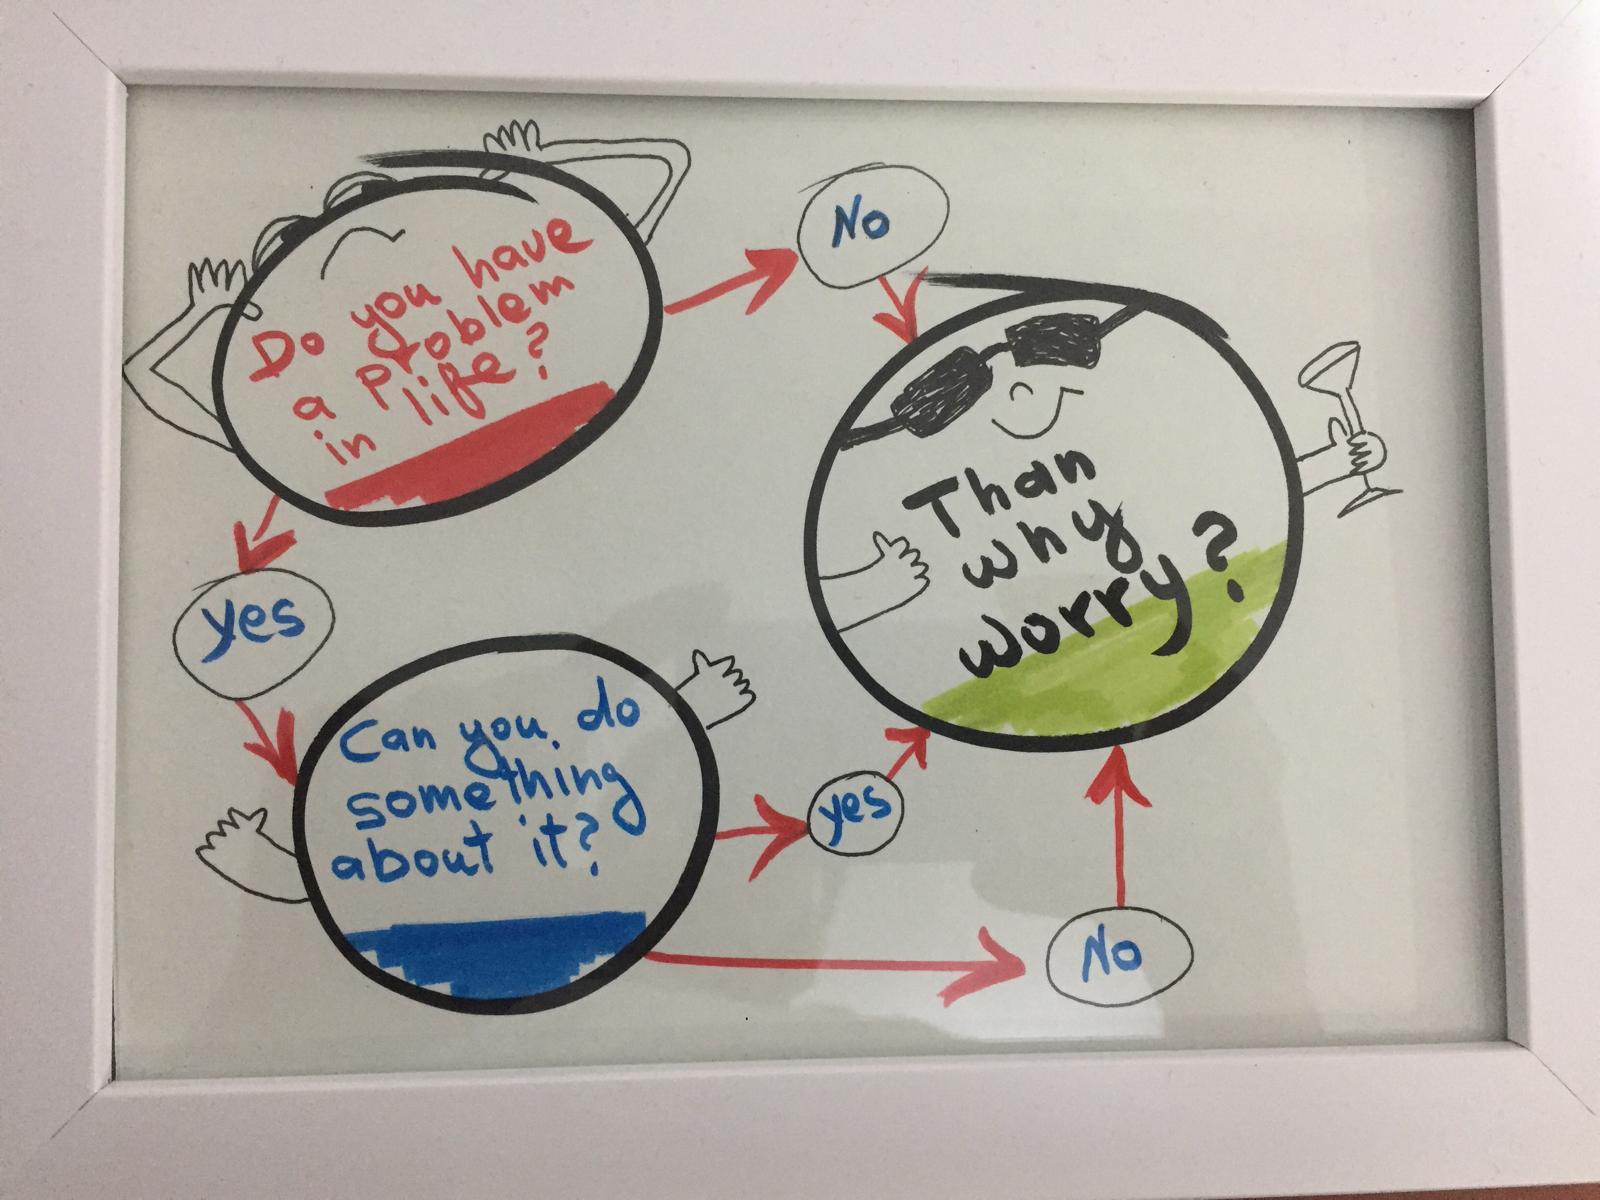 Do you have
a problem
in life?
No
Than
why
worry?
yes
Can you do
something
about it?
yes
No